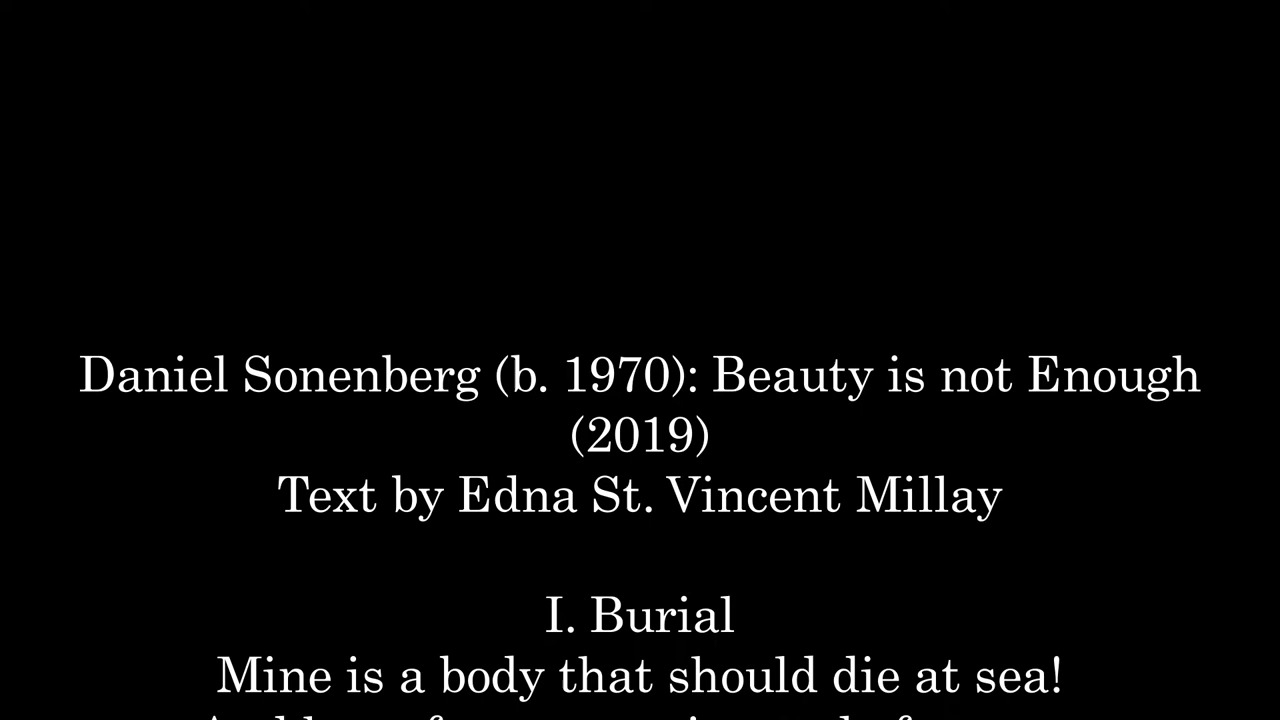 Daniel Sonenberg (b. 1970): Beauty is not Enough
(2019)
Text by Edna St. Vincent Millay
I. Burial
Mine is a body that should die at sea!